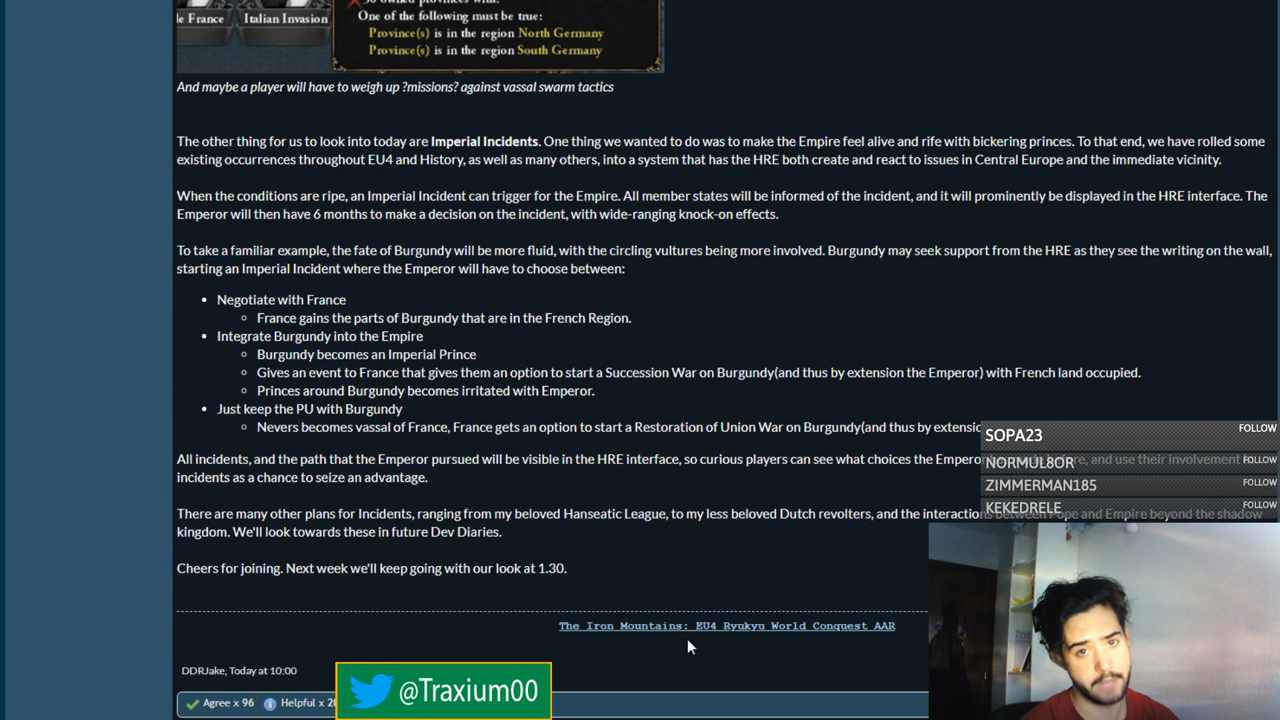 le France
Italian Invasion
One of the following must be true:
Province(s) is in the region North Germany
Province(s) is in the region South Germany
And maybe a player will have to weigh up ?missions? against vassal swarm tactics
The other thing for us to look into today are Imperial Incidents. One thing we wanted to do was to make the Empire feel alive and rife with bickering princes. To that end, we have rolled some
existing occurrences throughout EU4 and History, as well as many others, into a system that has the HRE both create and react to issues in Central Europe and the immediate vicinity.
When the conditions are ripe, an Imperial Incident can trigger for the Empire. All member states will be informed of the incident, and it will prominently be displayed in the HRE interface. The
Emperor will then have 6 months to make a decision on the incident, with wide-ranging knock-on effects.
To take a familiar example, the fate of Burgundy will be more fluid, with the circling vultures being more involved. Burgundy may seek support from the HRE as they see the writing on the wall,
starting an Imperial Incident where the Emperor will have to choose between:
• Negotiate with France
France gains the parts of Burgundy that are in the French Region.
• Integrate Burgundy into the Empire
Burgundy becomes an Imperial Prince
Gives an event to France that gives them an option to start a Succession War on Burgundy(and thus by extension the Emperor) with French land occupied.
Princes around Burgundy becomes irritated with Emperor.
• Just keep the PU with Burgundy
Nevers becomes vassal of France, France gets an option to start a Restoration of Union War on Burgundy(and thus by extensio
SOPA23 FOLLOW
All incidents, and the path that the Emperor pursued will be visible in the HRE interface, so curious players can see what choices the Emperor re, and use their involvement
NORMUL8OR FOLLOW
incidents as a chance to seize an advantage.
ZIMMERMAN185 FOLLOW
KEKEDRELE FOLLOW
There are many other plans for Incidents, ranging from my beloved Hanseatic League, to my less beloved Dutch revolters, and the interactions between Pope and Empire beyond the shadow
kingdom. We'll look towards these in future Dev Diaries.
Cheers for joining. Next week we'll keep going with our look at 1.30.
The Iron Mountains: EU4 Ryukyu World Conquest AAR
DDRJake, Today at 10:00
@Traxium00
Agree x 96 Helpful x 2